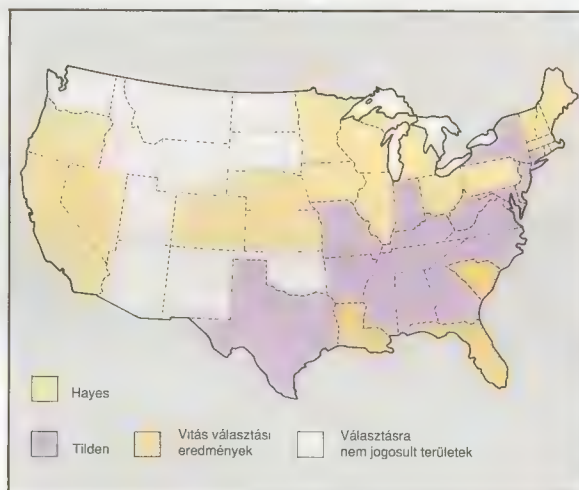 Hayes
Tilden
Vitás választási
eredmények
Választásra
nem jogosult területek